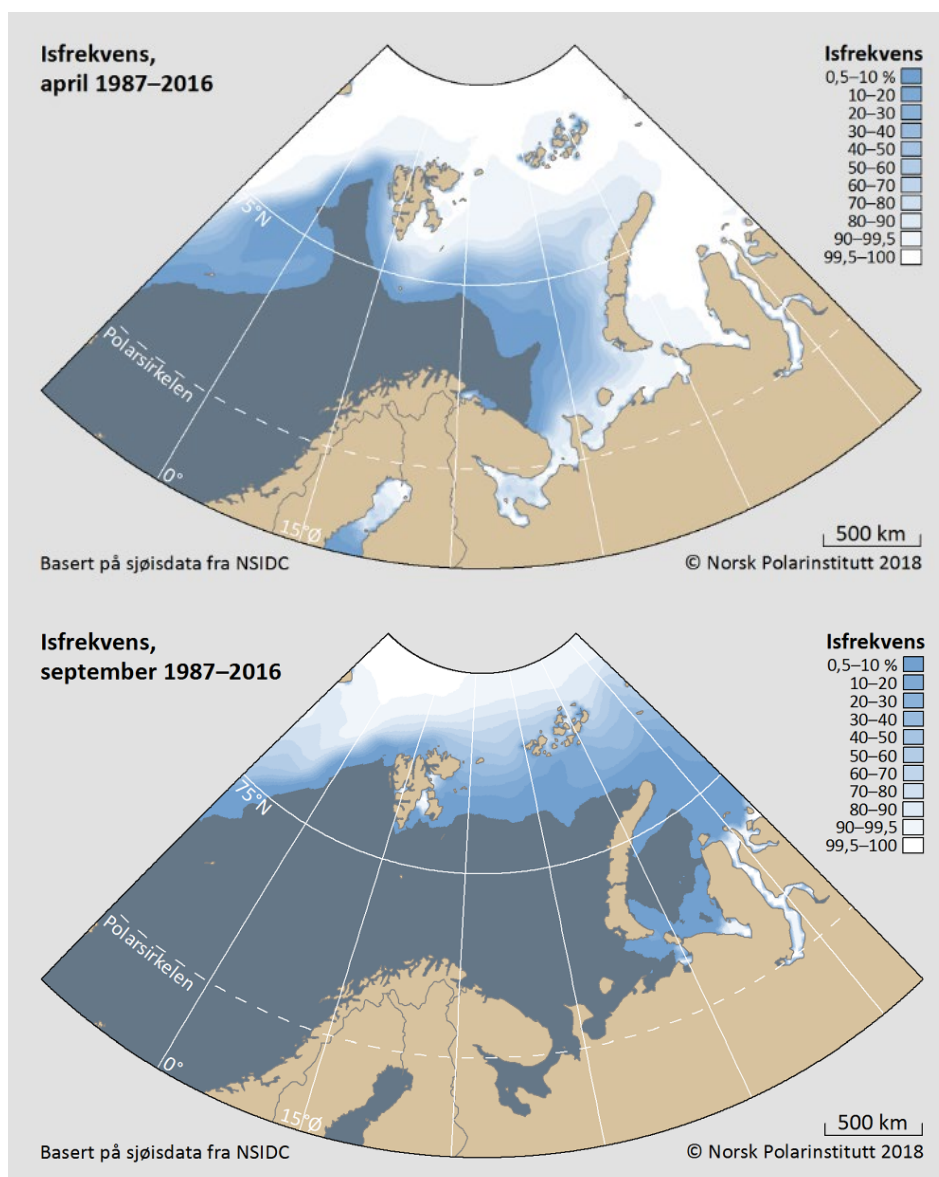 Isfrekvens,
april 1987–2016
Isfrekvens
0,5–10 %
10–20
20–30
30–40
40–50
50–60
60–70
70–80
80–90
90–99,5
99,5–100
75°N
Polarsirkelen
0°
15°Ø
500 km
Basert på sjøisdata fra NSIDC
© Norsk Polarinstitutt 2018
Isfrekvens,
september 1987–2016
Isfrekvens
0,5–10 %
10–20
20–30
30–40
40–50
50–60
60–70
70–80
80–90
90–99,5
99,5–100
75°N
Polarsirkelen
0°
15°Ø
500 km
Basert på sjøisdata fra NSIDC
© Norsk Polarinstitutt 2018